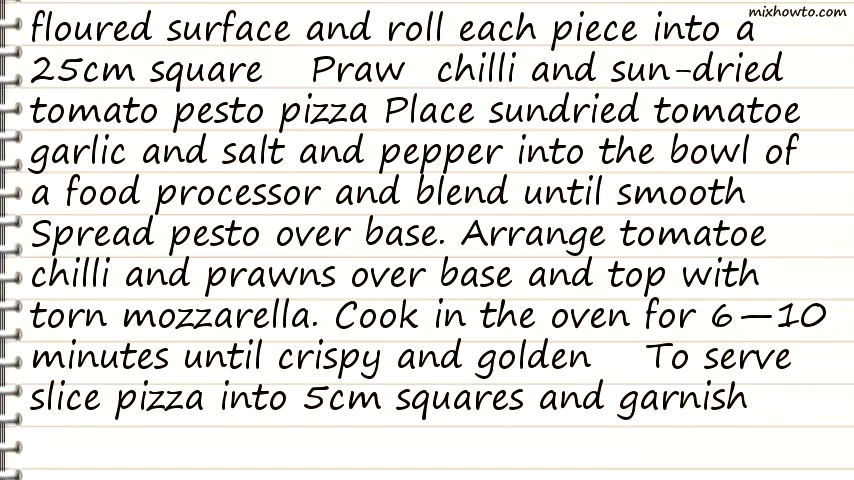 mixhowto.com
floured surface and roll each piece into a
25cm square Praw chilli and sun-dried
tomato pesto pizza Place sundried tomatoe
garlic and salt and pepper into the bowl of
a food processor and blend until smooth
Spread pesto over base. Arrange tomatoe
chilli and prawns over base and top with
torn mozzarella. Cook in the oven for 6—10
minutes until crispy and golden To serve
slice pizza into 5cm squares and garnish